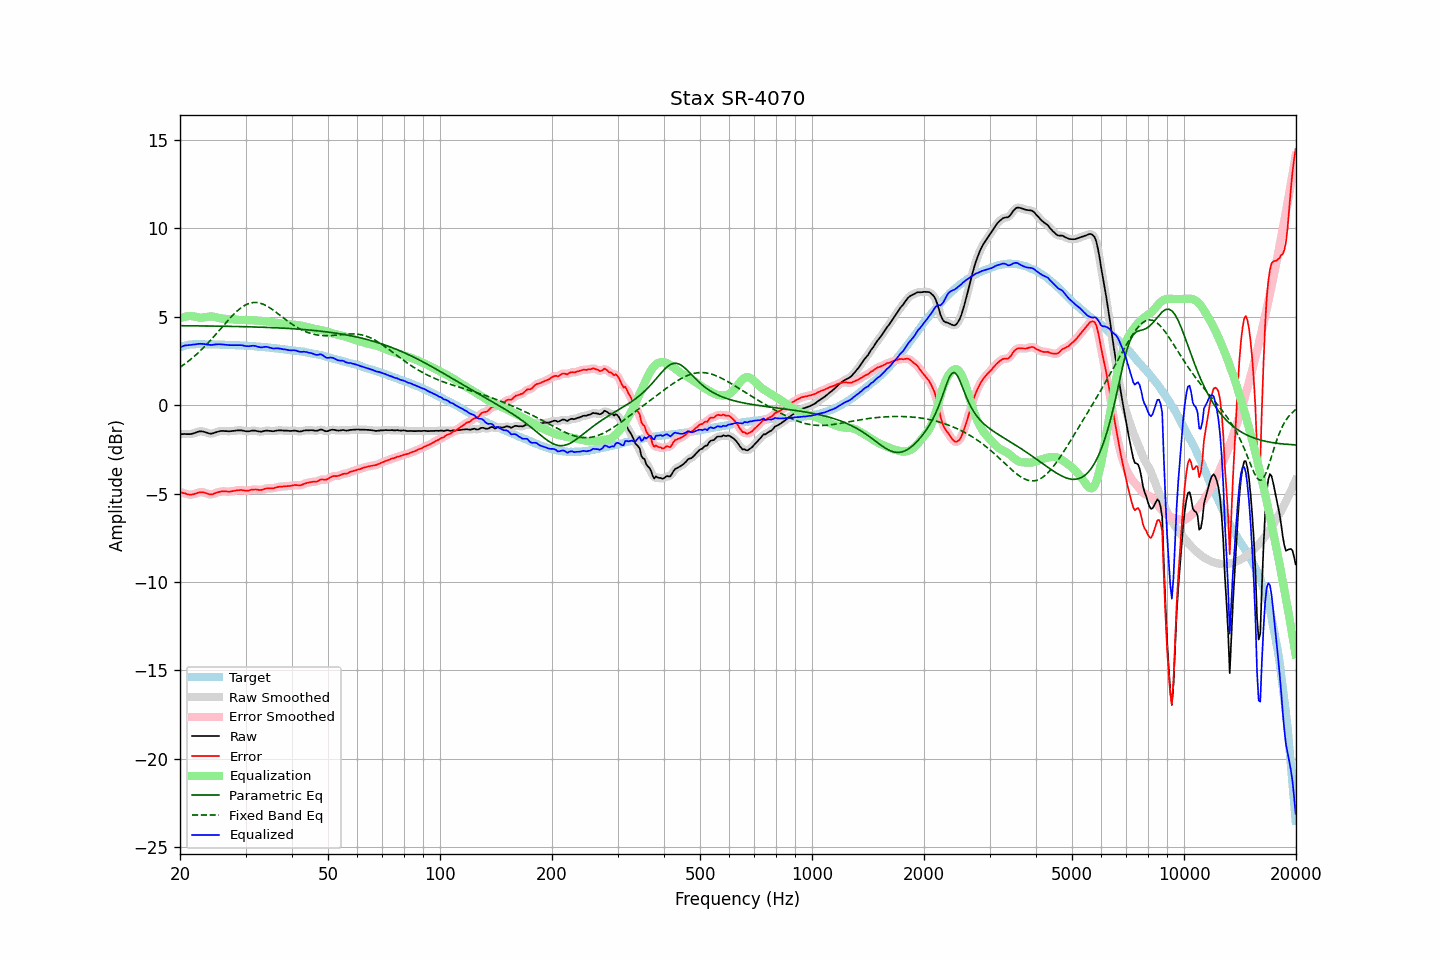 Stax SR-4070
Amplitude (dBr)
15
10
5
0
−5
−10
−15
−20
−25
Target
Raw Smoothed
Error Smoothed
Raw
Error
Equalization
Parametric Eq
Fixed Band Eq
Equalized
20 50 100 200 500 1000 2000 5000 10000 20000
Frequency (Hz)